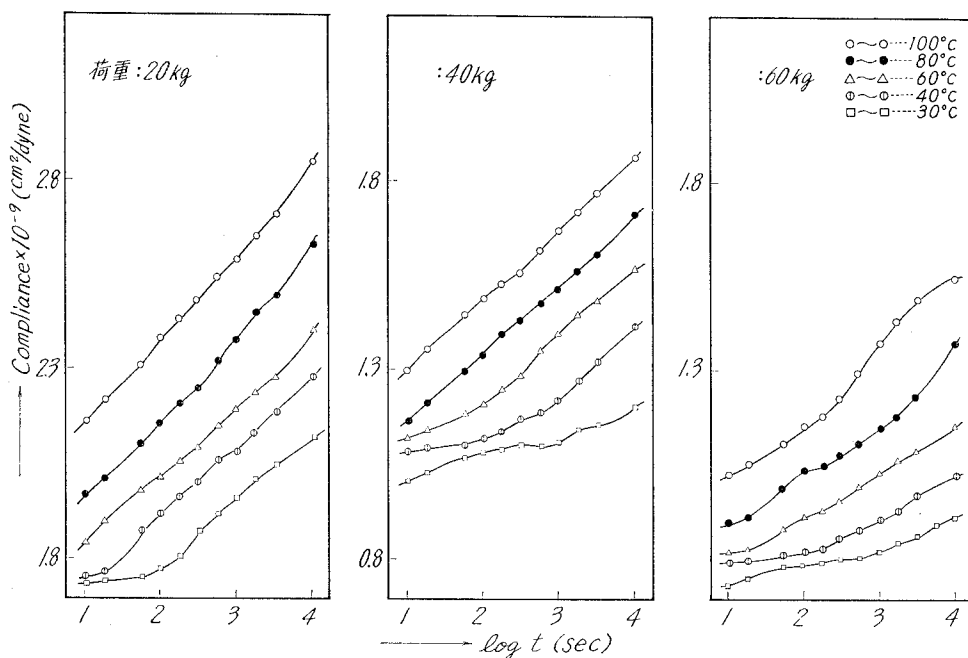 荷重:20kg
:40kg
:60kg
100°C
80°C
60°C
40°C
30°C
Compliance×10⁻⁹ (cm²/dyne)
2.8
2.3
1.8
1.8
1.3
0.8
1.8
1.3
1 2 3 4
1 2 3 4
1 2 3 4
log t (sec)